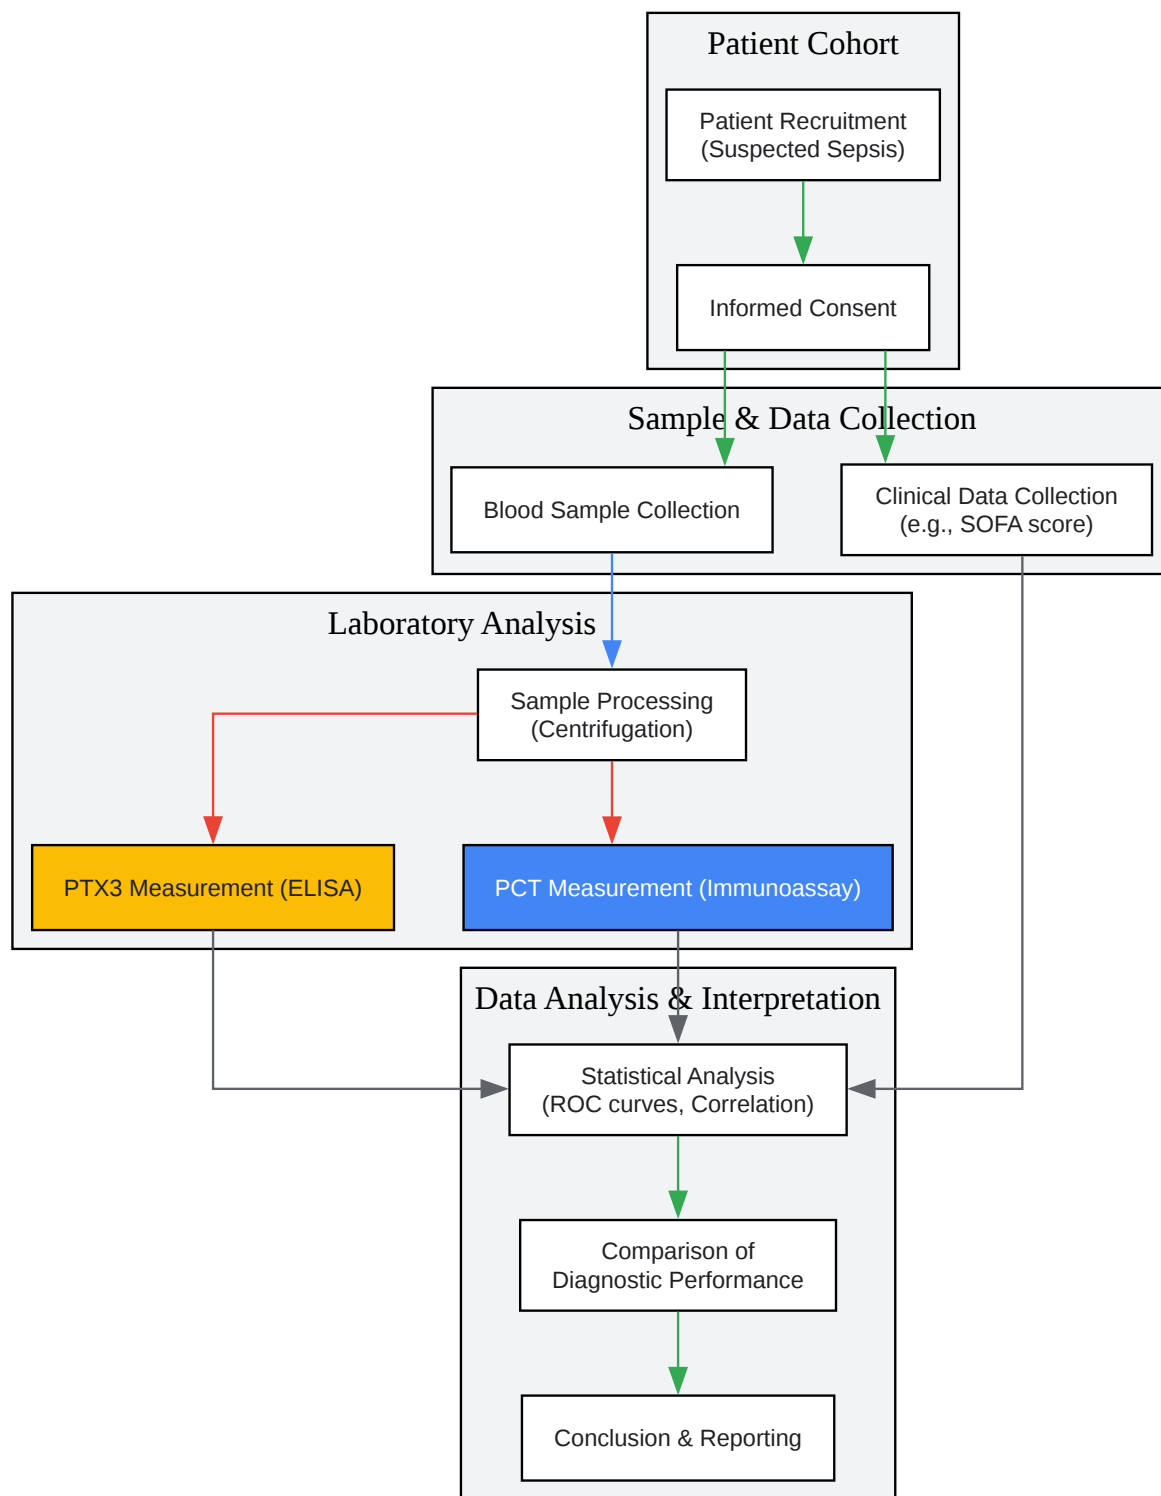 Patient Cohort
Patient Recruitment
(Suspected Sepsis)
Informed Consent
Sample & Data Collection
Blood Sample Collection
Clinical Data Collection
(e.g., SOFA score)
Laboratory Analysis
Sample Processing
(Centrifugation)
PTX3 Measurement (ELISA)
PCT Measurement (Immunoassay)
Data Analysis & Interpretation
Statistical Analysis
(ROC curves, Correlation)
Comparison of
Diagnostic Performance
Conclusion & Reporting